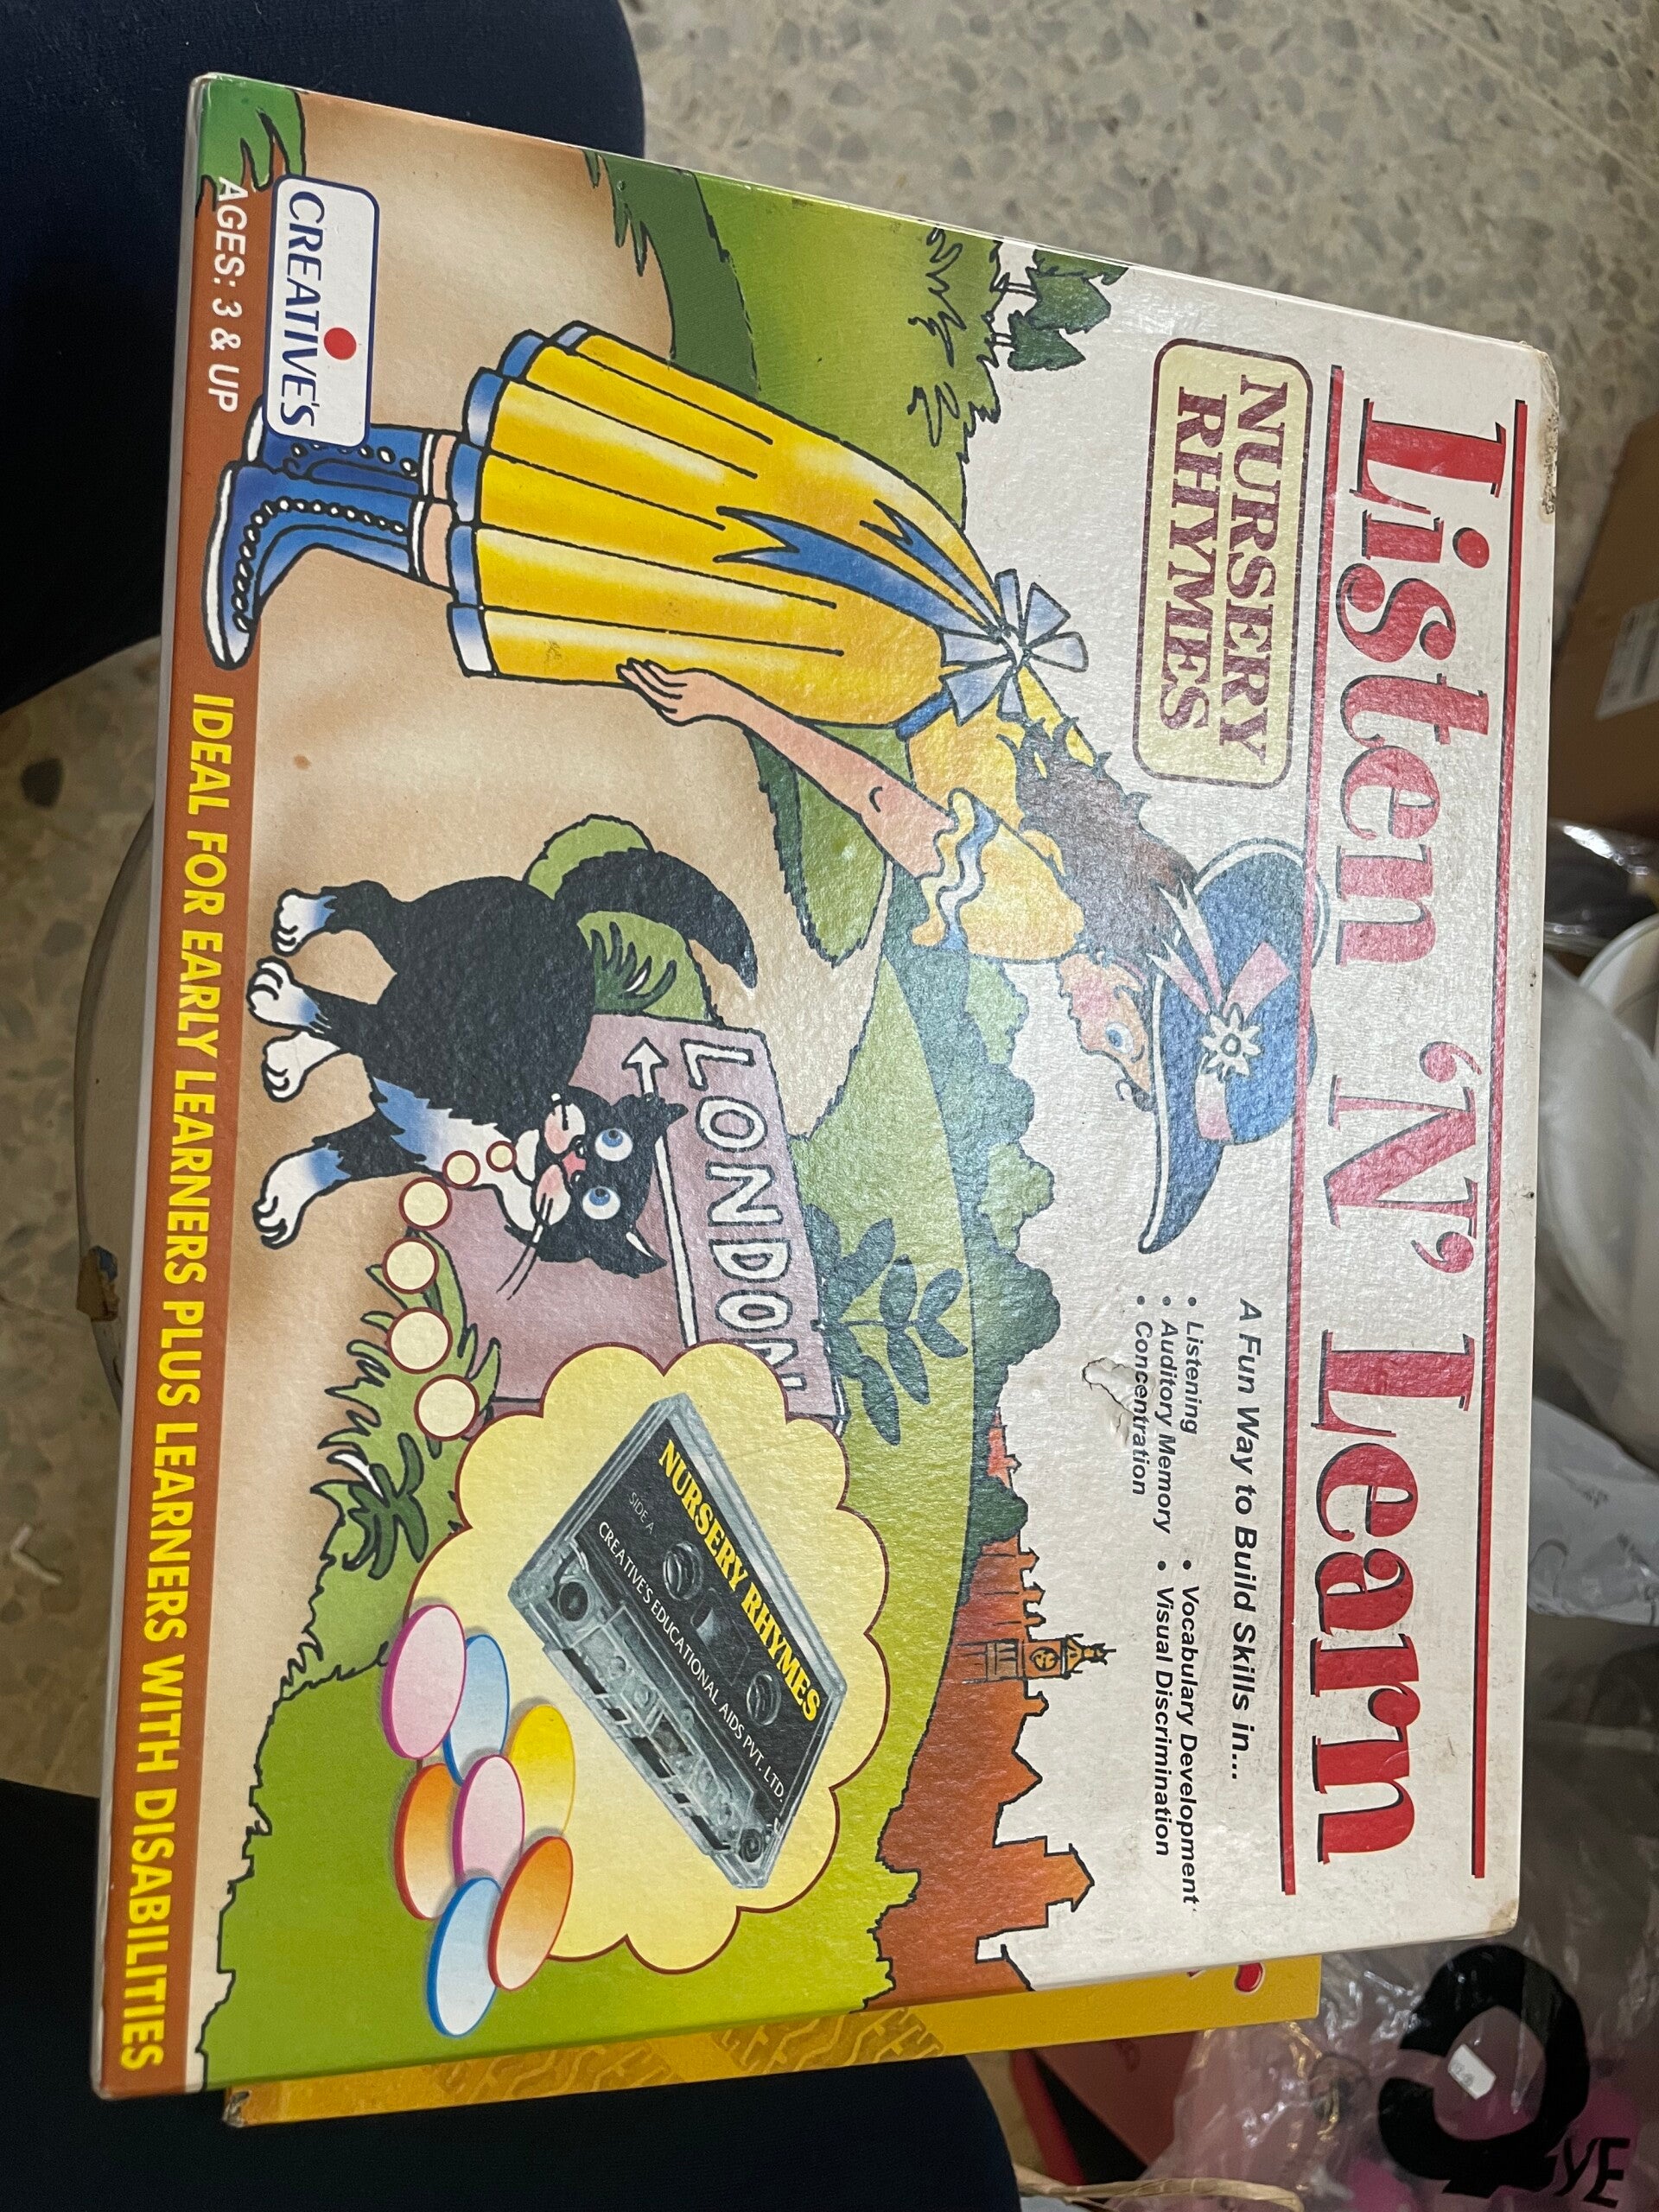 Listen 'N' Learn
NURSERY
RHYMES
A Fun Way to Build Skills in...
• Listening
• Vocabulary Development
• Auditory Memory
• Visual Discrimination
• Concentration
LONDON
NURSERY RHYMES
SIDE A
CREATIVE'S EDUCATIONAL AIDS PVT. LTD.
CREATIVE'S
AGES: 3 & UP
IDEAL FOR EARLY LEARNERS PLUS LEARNERS WITH DISABILITIES
YE